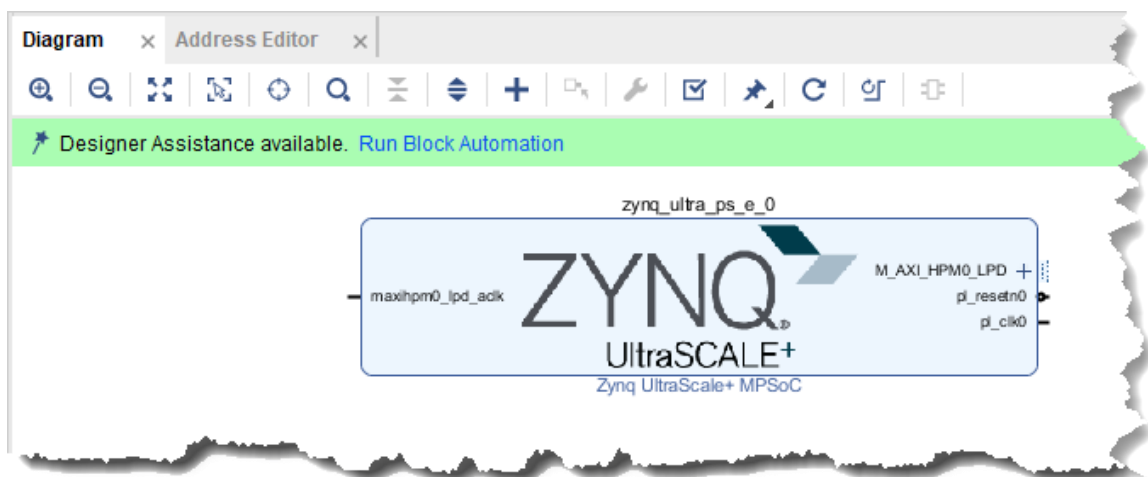 Diagram
Address Editor
Designer Assistance available. Run Block Automation
zynq_ultra_ps_e_0
maxihpm0_lpd_aclk
ZYNQ
UltraSCALE+
M_AXI_HPM0_LPD
pl_resetn0
pl_clk0
Zynq UltraScale+ MPSoC